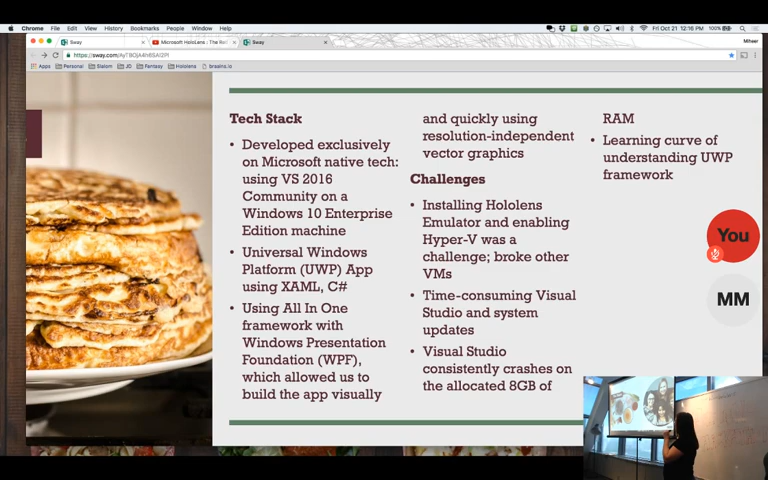 Chrome File Edit View History Bookmarks People Window Help
100% Fri Oct 21 12:16 PM
Sway
Microsoft HoloLens : The Re
Sway
Apps Personal Slalom JD Fantasy Hololens
Tech Stack
• Developed exclusively
on Microsoft native tech:
using VS 2016
Community on a
Windows 10 Enterprise
Edition machine
• Universal Windows
Platform (UWP) App
using XAML, C#
• Using All In One
framework with
Windows Presentation
Foundation (WPF),
which allowed us to
build the app visually
and quickly using
resolution-independent
vector graphics
Challenges
• Installing Hololens
Emulator and enabling
Hyper-V was a
challenge; broke other
VMs
• Time-consuming Visual
Studio and system
updates
• Visual Studio
consistently crashes on
the allocated 8GB of
RAM
• Learning curve of
understanding UWP
framework
You
MM